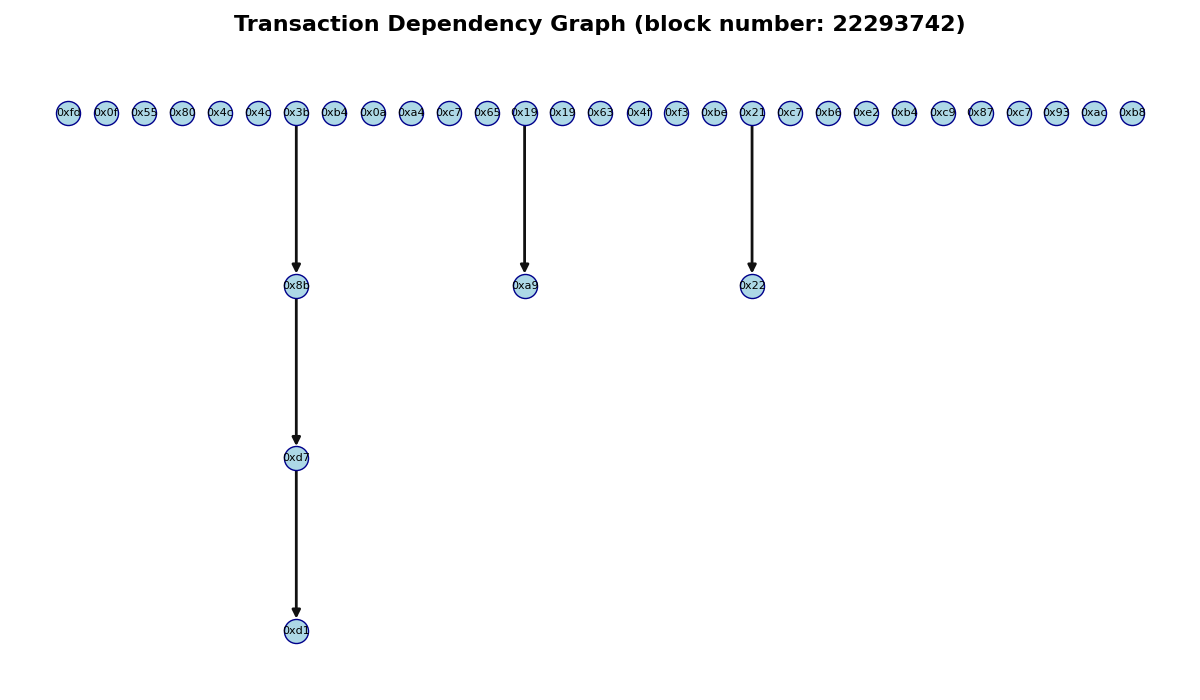 Transaction Dependency Graph (block number: 22293742)
0x0f 0x55 0x80 0x4c 0x4c 0x3b 0xb4 0x0a 0xa4 0xc7 0x65 0x19 0x19 0x63 0x4f 0xf3 0xbe 0x21 0xc7 0xb6 0xe2 0xb4 0xc9 0x87 0xc7 0x93 0xac 0xb8
0x8b 0xa9 0x22
0xd7
0xd1